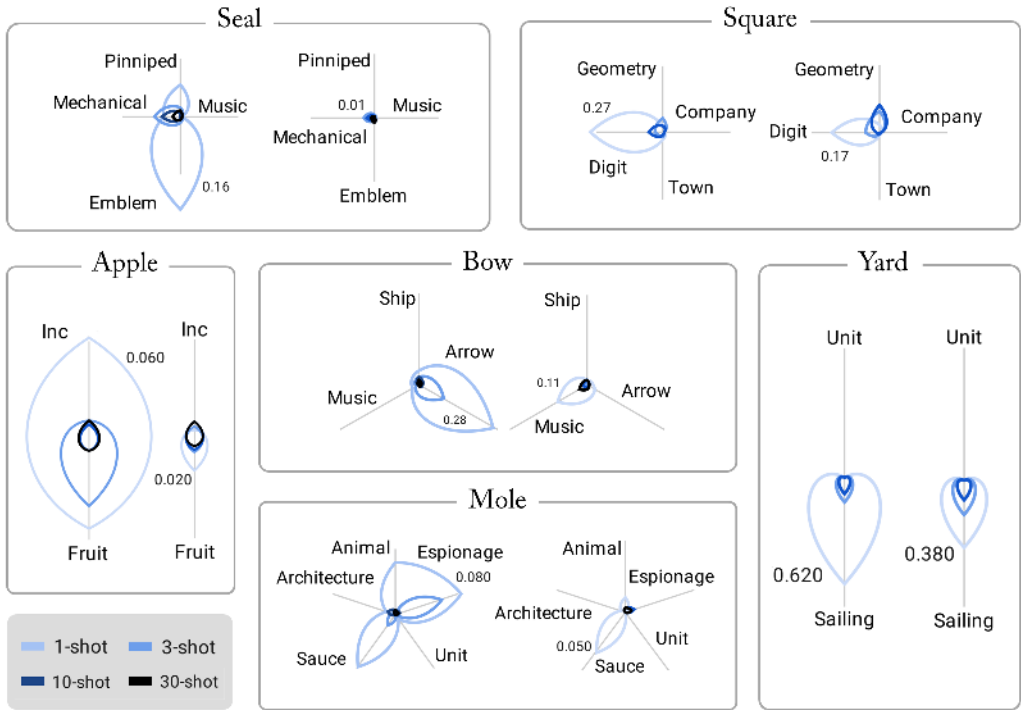 Seal
Pinniped
Mechanical
Music
0.16
Emblem
Pinniped
0.01
Music
Mechanical
Emblem
Square
Geometry
0.27
Company
Digit
Town
Geometry
Company
Digit
0.17
Town
Apple
Inc
0.060
Fruit
Inc
0.020
Fruit
Bow
Ship
Arrow
Music
0.28
Ship
0.11
Arrow
Music
Mole
Animal
Espionage
Architecture
0.080
Sauce
Unit
Animal
Espionage
Architecture
0.050
Unit
Sauce
Yard
Unit
0.620
Sailing
Unit
0.380
Sailing
1-shot
3-shot
10-shot
30-shot